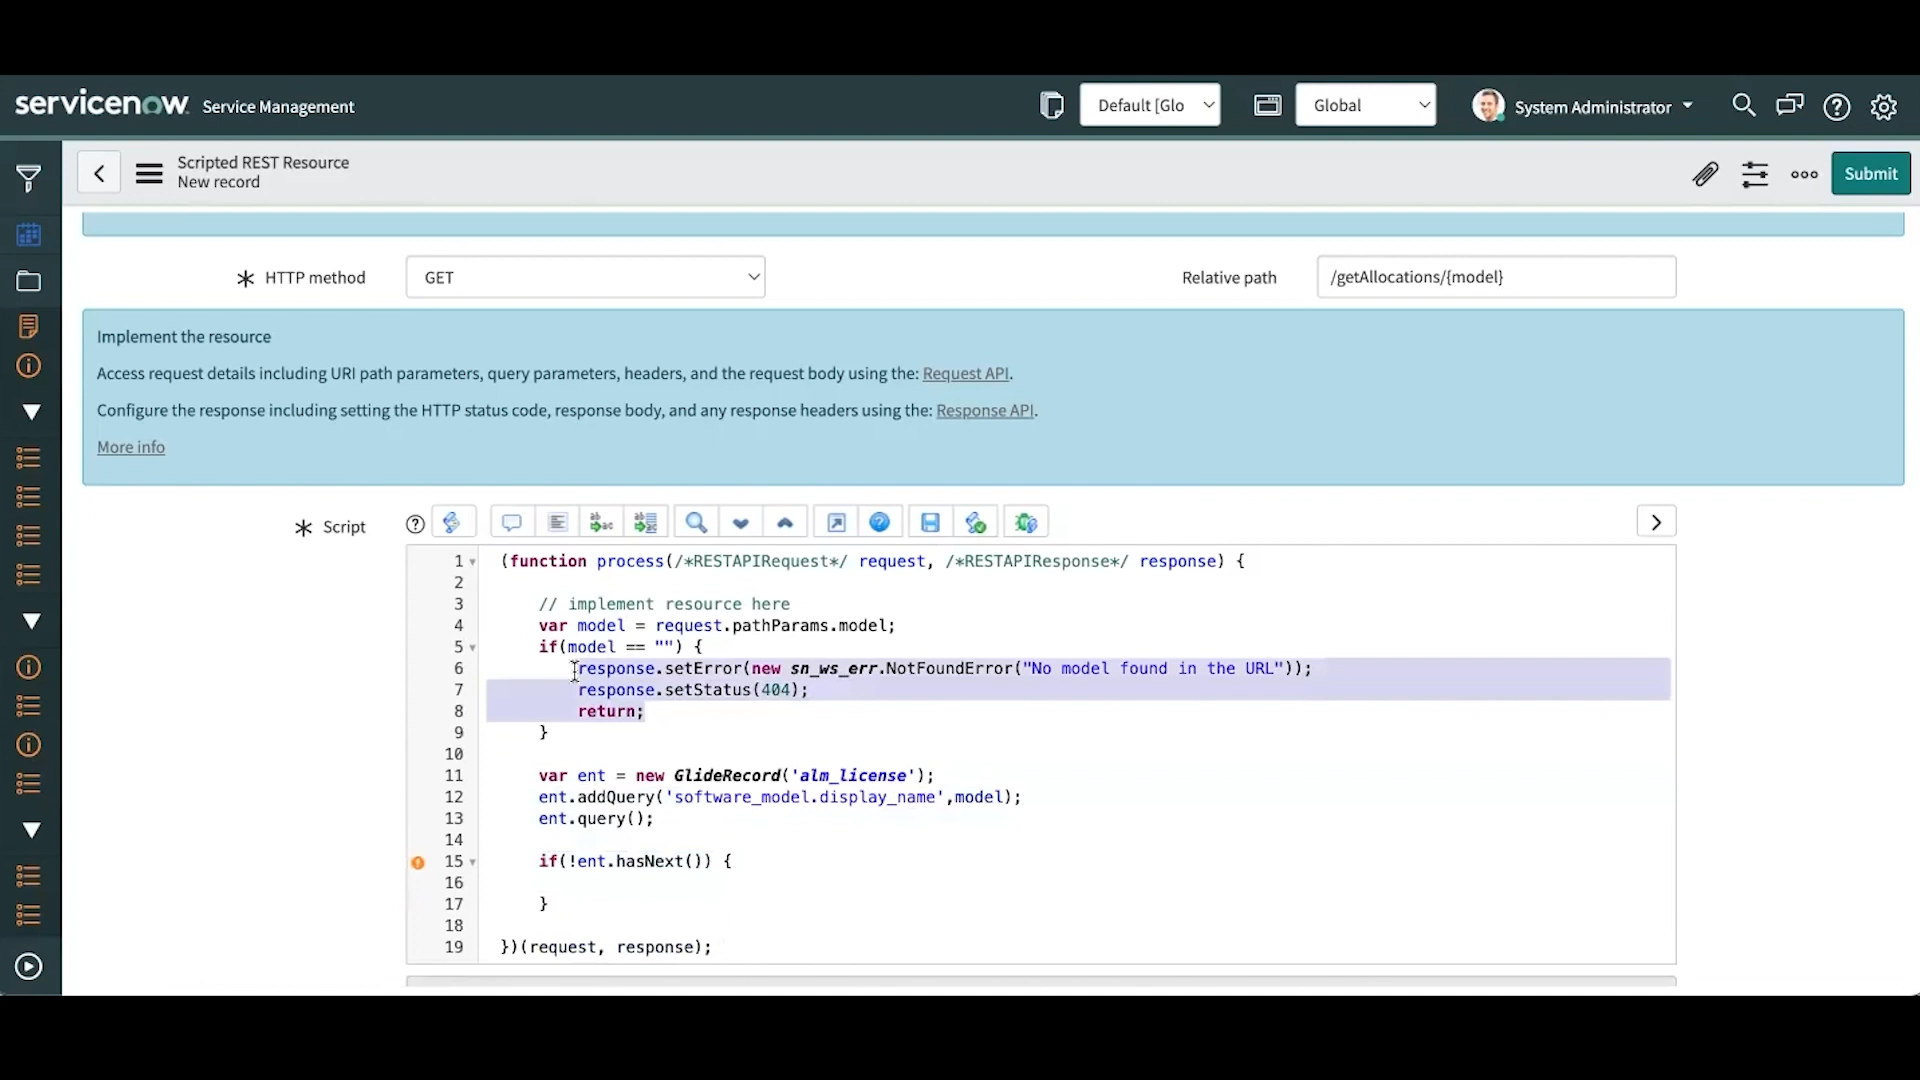 servicenow Service Management
Default [Glo
Global
System Administrator
Scripted REST Resource
New record
Submit
HTTP method
GET
Relative path
/getAllocations/{model}
Implement the resource
Access request details including URI path parameters, query parameters, headers, and the request body using the: Request API.
Configure the response including setting the HTTP status code, response body, and any response headers using the: Response API.
More info
Script
1 (function process(/*RESTAPIRequest*/ request, /*RESTAPIResponse*/ response) {
2
3 // implement resource here
4 var model = request.pathParams.model;
5 if(model == "") {
6 response.setError(new sn_ws_err.NotFoundError("No model found in the URL"));
7 response.setStatus(404);
8 return;
9 }
10
11 var ent = new GlideRecord('alm_license');
12 ent.addQuery('software_model.display_name',model);
13 ent.query();
14
15 if(!ent.hasNext()) {
16
17 }
18
19 })(request, response);